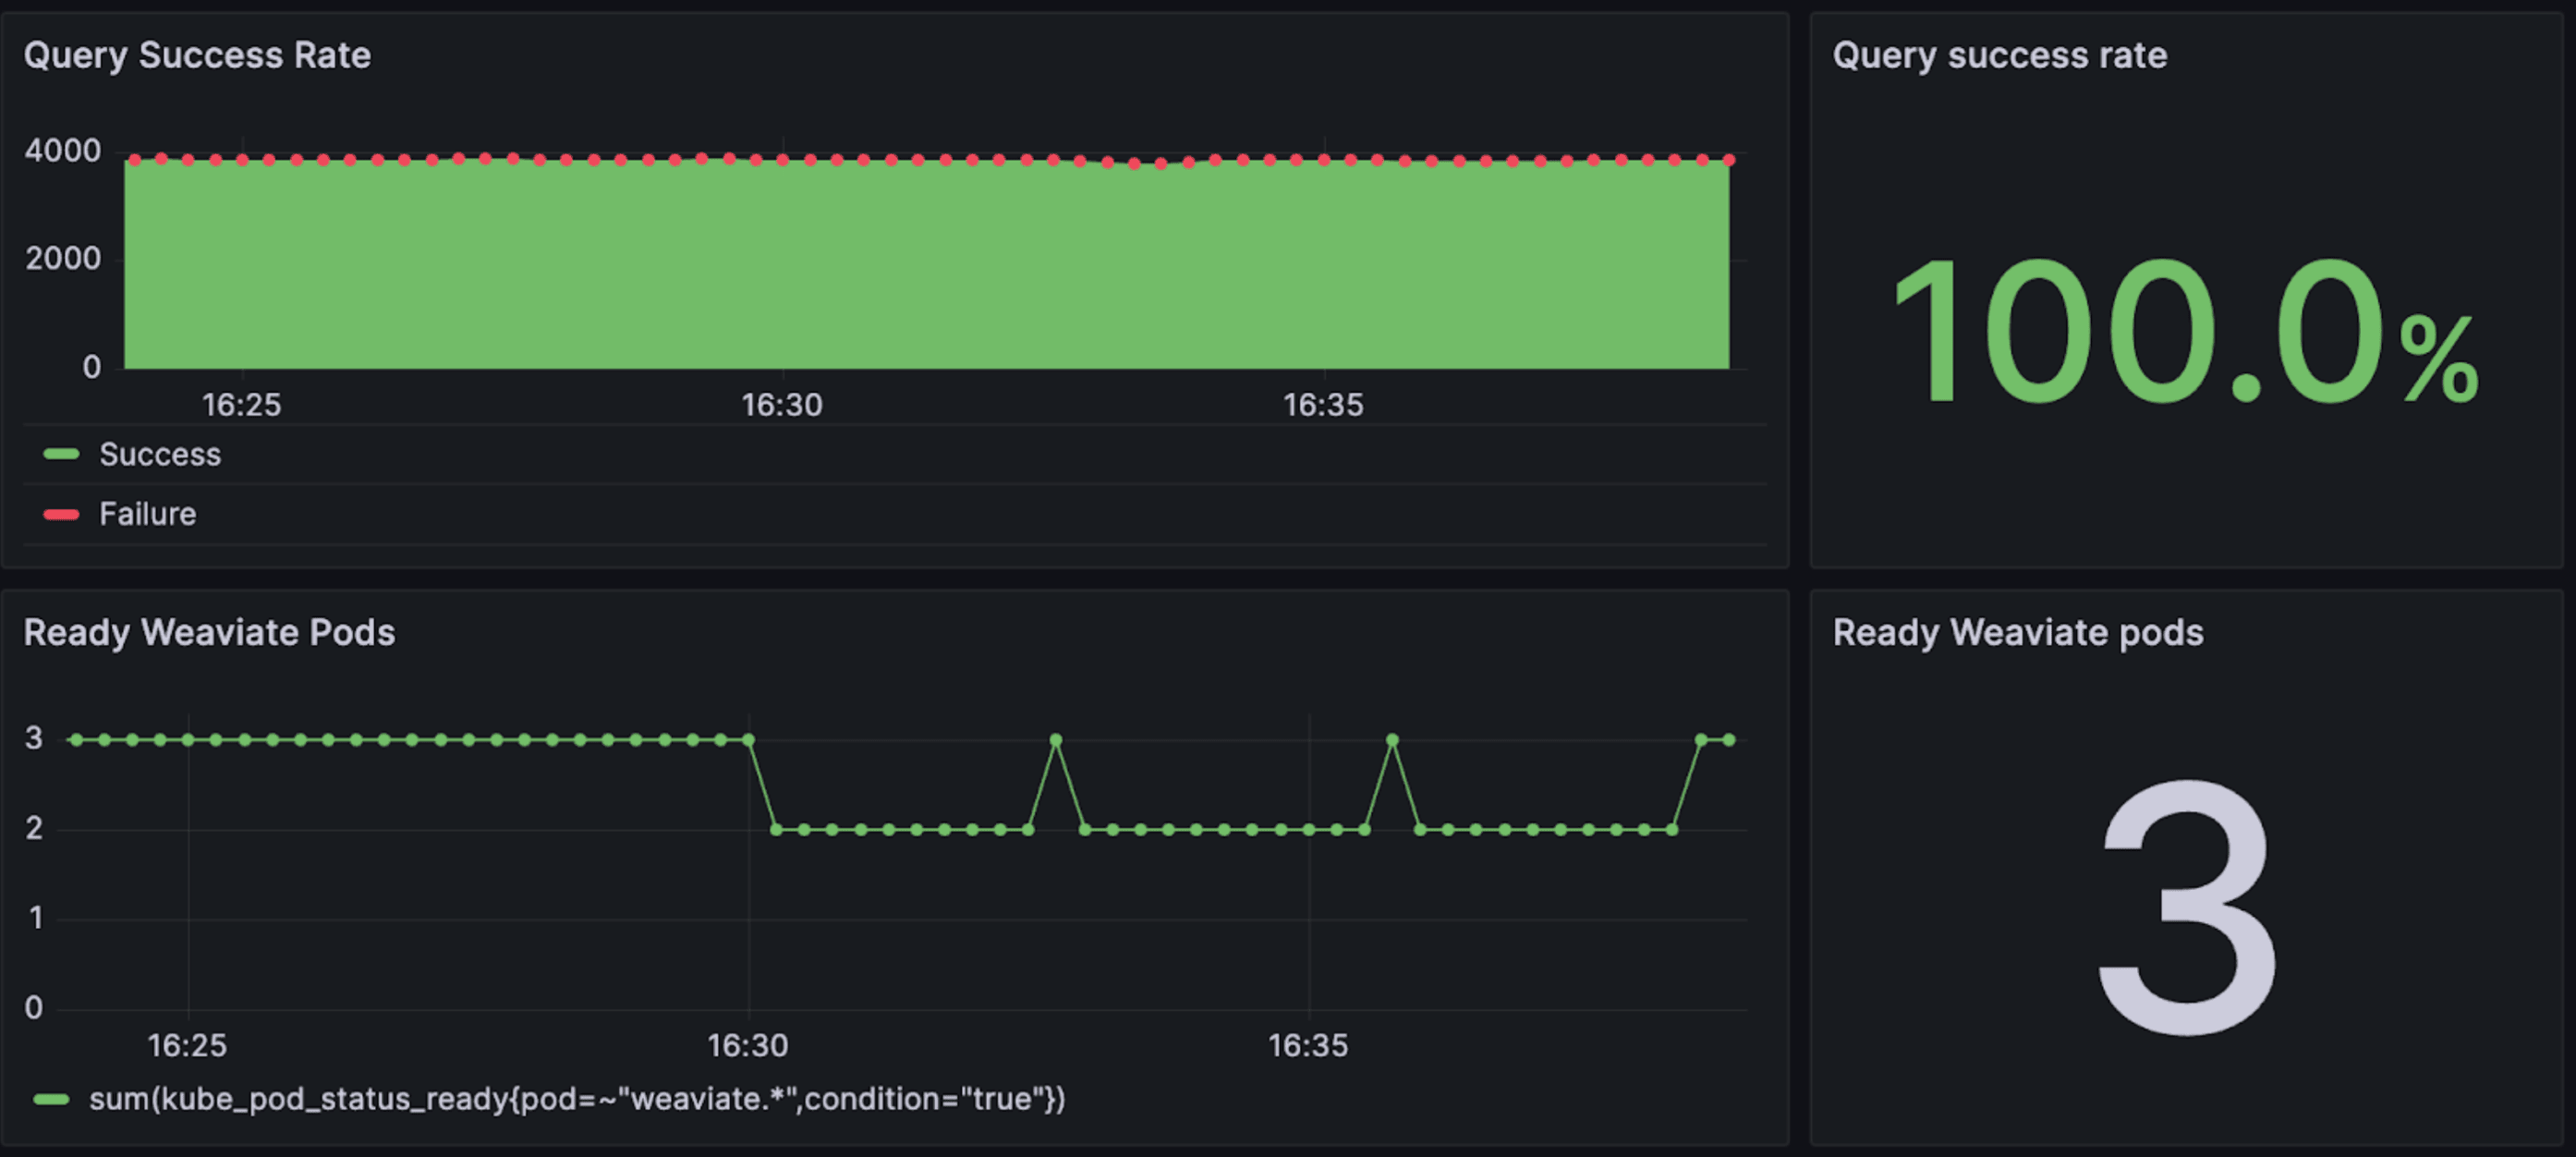 Query Success Rate
4000
2000
0
16:25 16:30 16:35
Success
Failure
Query success rate
100.0%
Ready Weaviate Pods
3
2
1
0
16:25 16:30 16:35
sum(kube_pod_status_ready{pod=~"weaviate.*",condition="true"})
Ready Weaviate pods
3